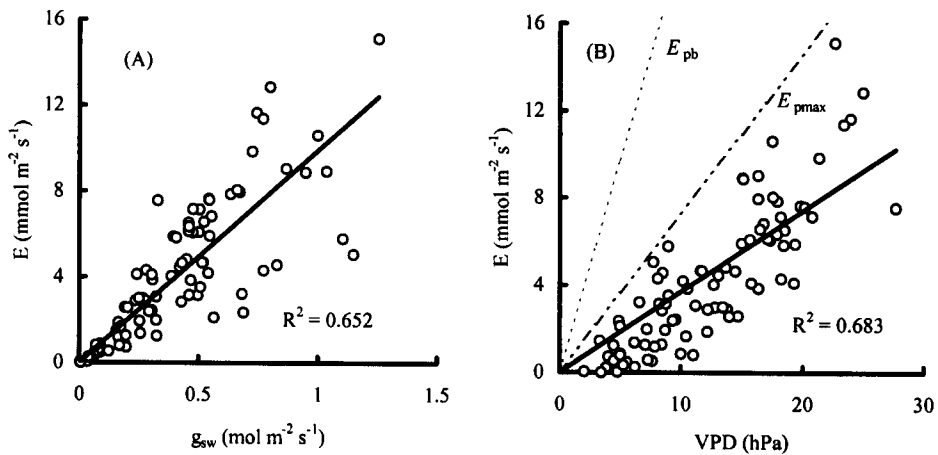 16
12
8
4
0
E (mmol m⁻² s⁻¹)
(A)
R² = 0.652
0 0.5 1 1.5
g_sw (mol m⁻² s⁻¹)
16
12
8
4
0
E (mmol m⁻² s⁻¹)
(B)
E_pb
E_pmax
R² = 0.683
0 10 20 30
VPD (hPa)